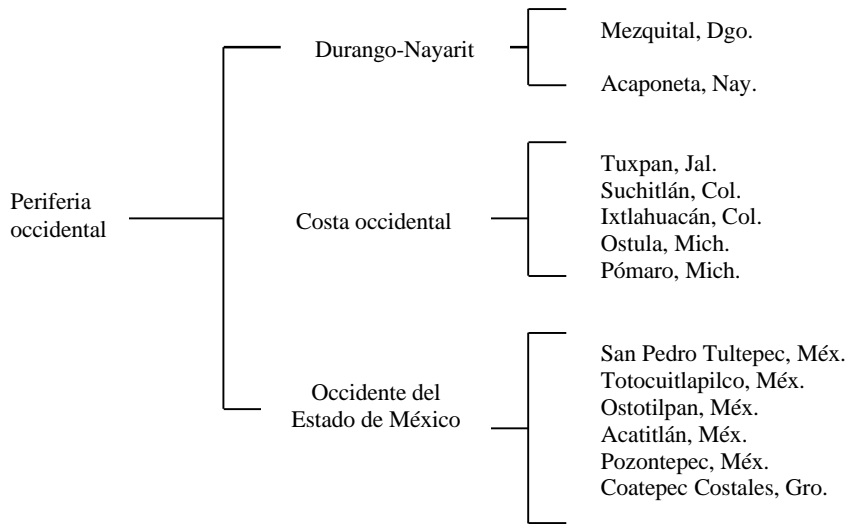 Periferia
occidental
Durango-Nayarit
Mezquital, Dgo.
Acaponeta, Nay.
Costa occidental
Tuxpan, Jal.
Suchitlán, Col.
Ixtlahuacán, Col.
Ostula, Mich.
Pómaro, Mich.
Occidente del
Estado de México
San Pedro Tultepec, Méx.
Totocuitlapilco, Méx.
Ostotilpan, Méx.
Acatitlán, Méx.
Pozontepec, Méx.
Coatepec Costales, Gro.